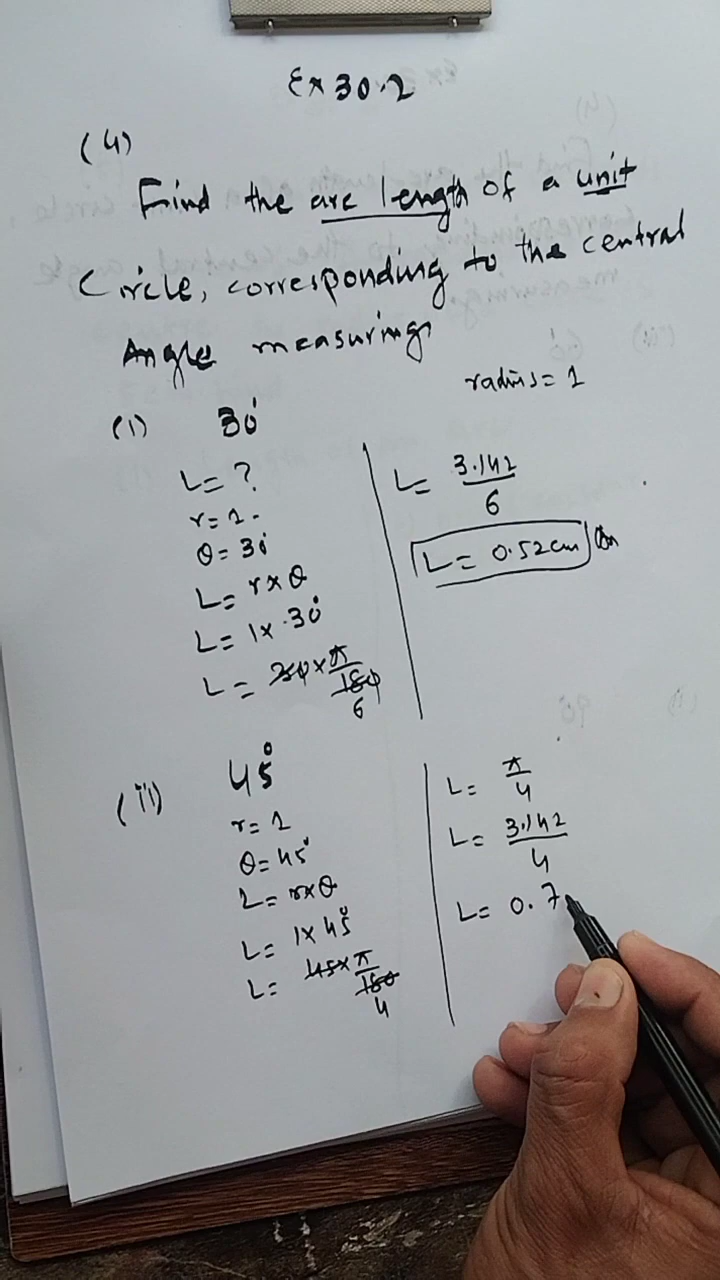 Ex 30.2
(4)
Find the arc length of a unit
Circle, corresponding to the central
Angle measuring
radius = 1
(i) 30°
L = ?
r = 1.
θ = 30°
L = r × θ
L = 1 × 30°
L = 30 × π/180
6
L = 3.142/6
L = 0.52cm
(ii) 45°
r = 1
θ = 45°
L = r × θ
L = 1 × 45°
L = 45 × π/180
4
L = π/4
L = 3.142/4
L = 0.7